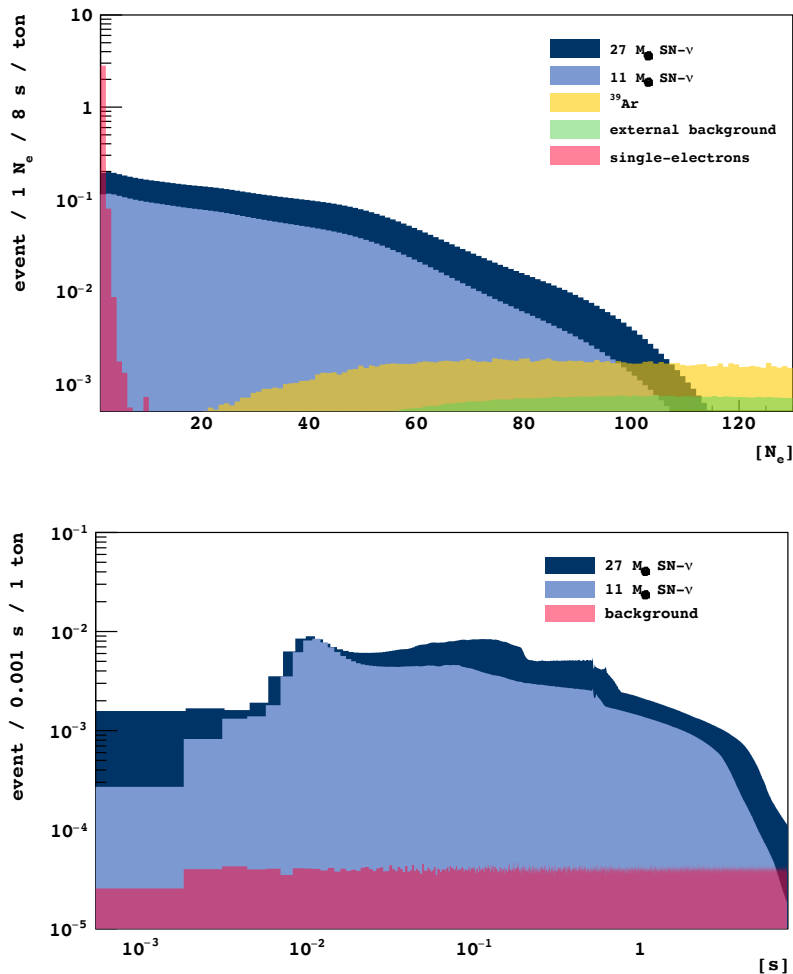 10
1
10⁻¹
10⁻²
10⁻³
event / 1 Nₑ / 8 s / ton
27 M☻ SN-ν
11 M☻ SN-ν
³⁹Ar
external background
single-electrons
20 40 60 80 100 120
[Nₑ]
10⁻¹
10⁻²
10⁻³
10⁻⁴
10⁻⁵
event / 0.001 s / 1 ton
27 M☻ SN-ν
11 M☻ SN-ν
background
10⁻³ 10⁻² 10⁻¹ 1
[s]